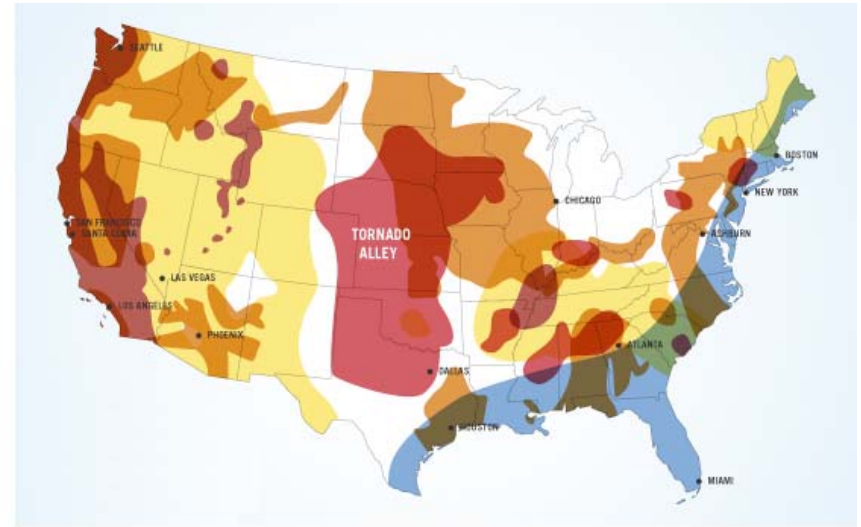 SEATTLE
BOSTON
NEW YORK
CHICAGO
SAN FRANCISCO
SANTA CLARA
TORNADO
ALLEY
ASHBURN
LAS VEGAS
LOS ANGELES
PHOENIX
ATLANTA
DALLAS
HOUSTON
MIAMI